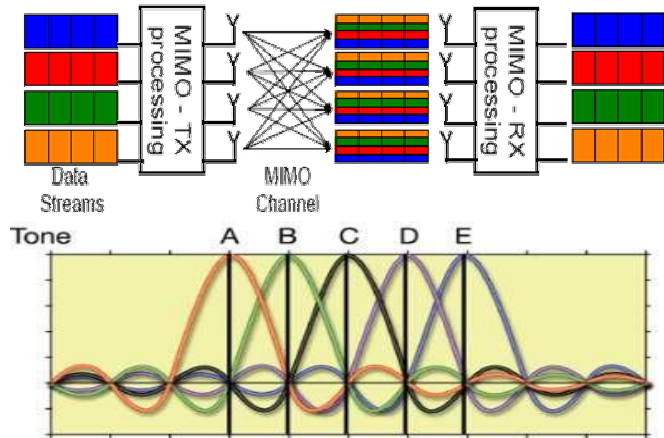 MIMO - TX
processing
MIMO - RX
processing
Data
Streams
MIMO
Channel
Tone A B C D E